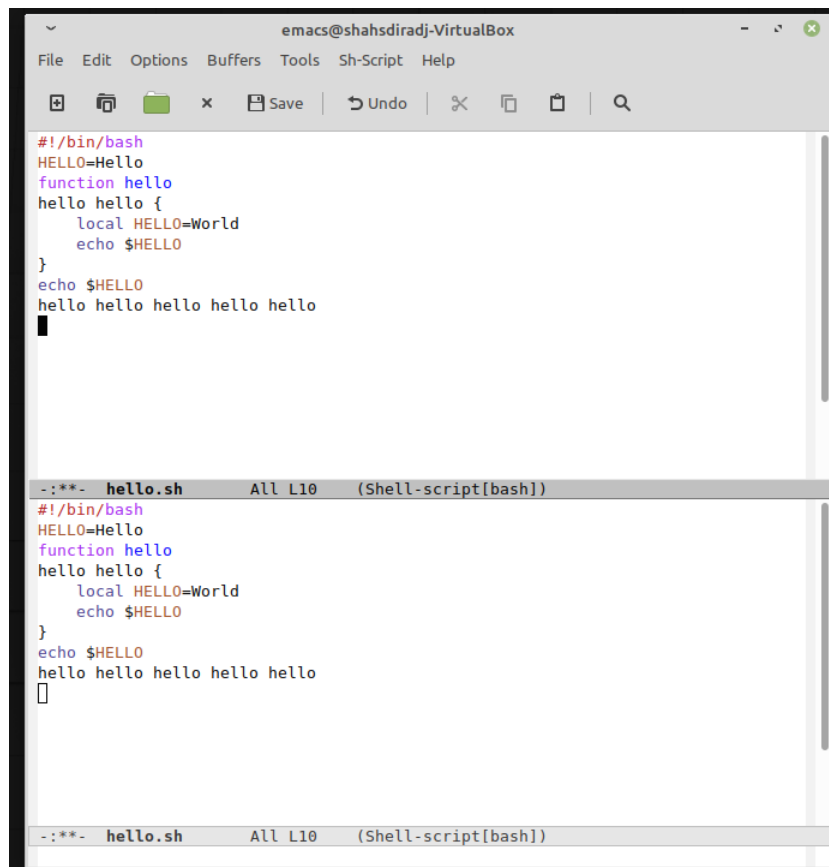 emacs@shahsdiradj-VirtualBox
File Edit Options Buffers Tools Sh-Script Help
Save Undo
#!/bin/bash
HELLO=Hello
function hello
hello hello {
    local HELLO=World
    echo $HELLO
}
echo $HELLO
hello hello hello hello hello
-:**-  hello.sh       All L10    (Shell-script[bash])
#!/bin/bash
HELLO=Hello
function hello
hello hello {
    local HELLO=World
    echo $HELLO
}
echo $HELLO
hello hello hello hello hello
-:**-  hello.sh       All L10    (Shell-script[bash])